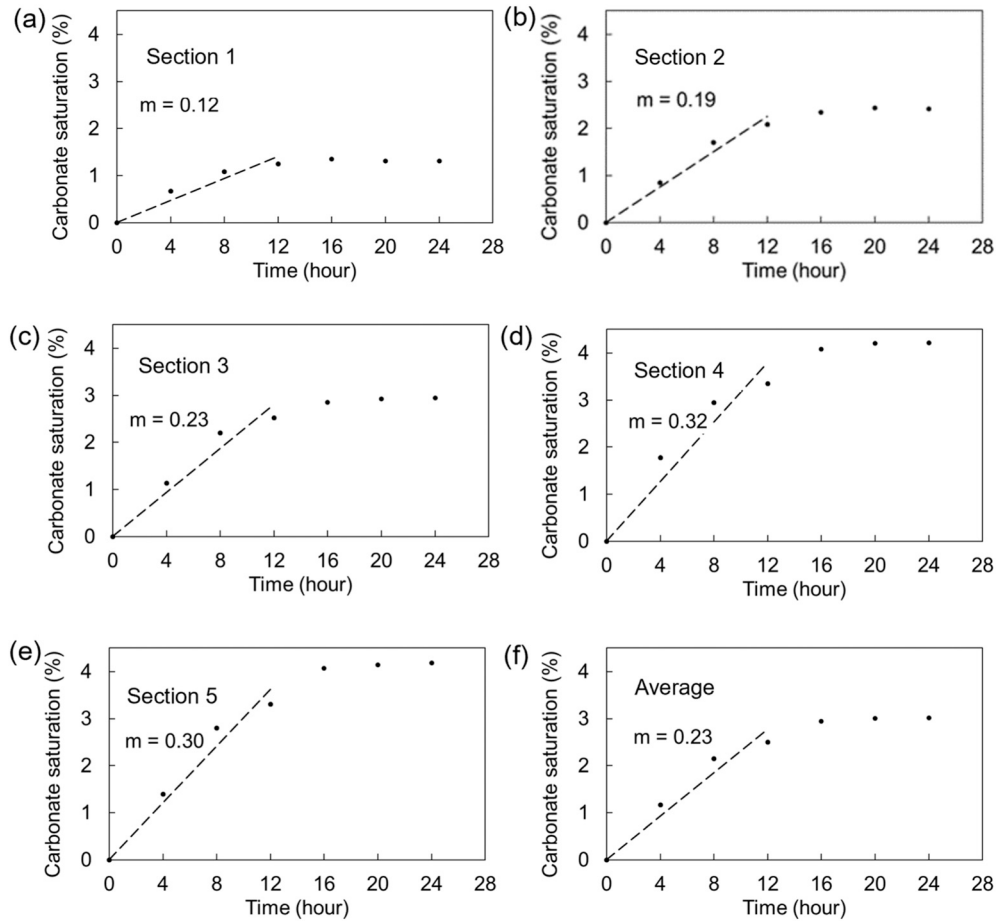 (a)
Carbonate saturation (%)
4
3
2
1
0
Section 1
m = 0.12
0 4 8 12 16 20 24 28
Time (hour)
(b)
Carbonate saturation (%)
4
3
2
1
0
Section 2
m = 0.19
0 4 8 12 16 20 24 28
Time (hour)
(c)
Carbonate saturation (%)
4
3
2
1
0
Section 3
m = 0.23
0 4 8 12 16 20 24 28
Time (hour)
(d)
Carbonate saturation (%)
4
3
2
1
0
Section 4
m = 0.32
0 4 8 12 16 20 24 28
Time (hour)
(e)
Carbonate saturation (%)
4
3
2
1
0
Section 5
m = 0.30
0 4 8 12 16 20 24 28
Time (hour)
(f)
Carbonate saturation (%)
4
3
2
1
0
Average
m = 0.23
0 4 8 12 16 20 24 28
Time (hour)